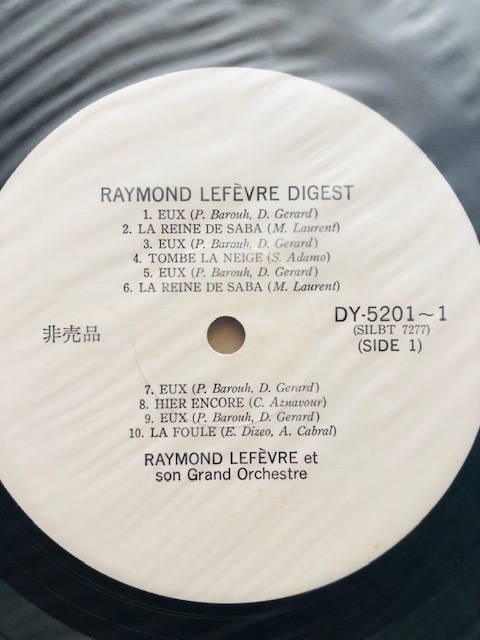 RAYMOND LEFÈVRE DIGEST
1. EUX (P. Barouh, D. Gerard)
2. LA REINE DE SABA (M. Laurent)
3. EUX (P. Barouh, D. Gerard)
4. TOMBE LA NEIGE (S. Adamo)
5. EUX (P. Barouh, D. Gerard)
6. LA REINE DE SABA (M. Laurent)
非売品
DY-5201~1
(SILBT 7277)
(SIDE 1)
7. EUX (P. Barouh, D. Gerard)
8. HIER ENCORE (C. Aznavour)
9. EUX (P. Barouh, D. Gerard)
10. LA FOULE (E. Dizeo, A. Cabral)
RAYMOND LEFÈVRE et
son Grand Orchestre